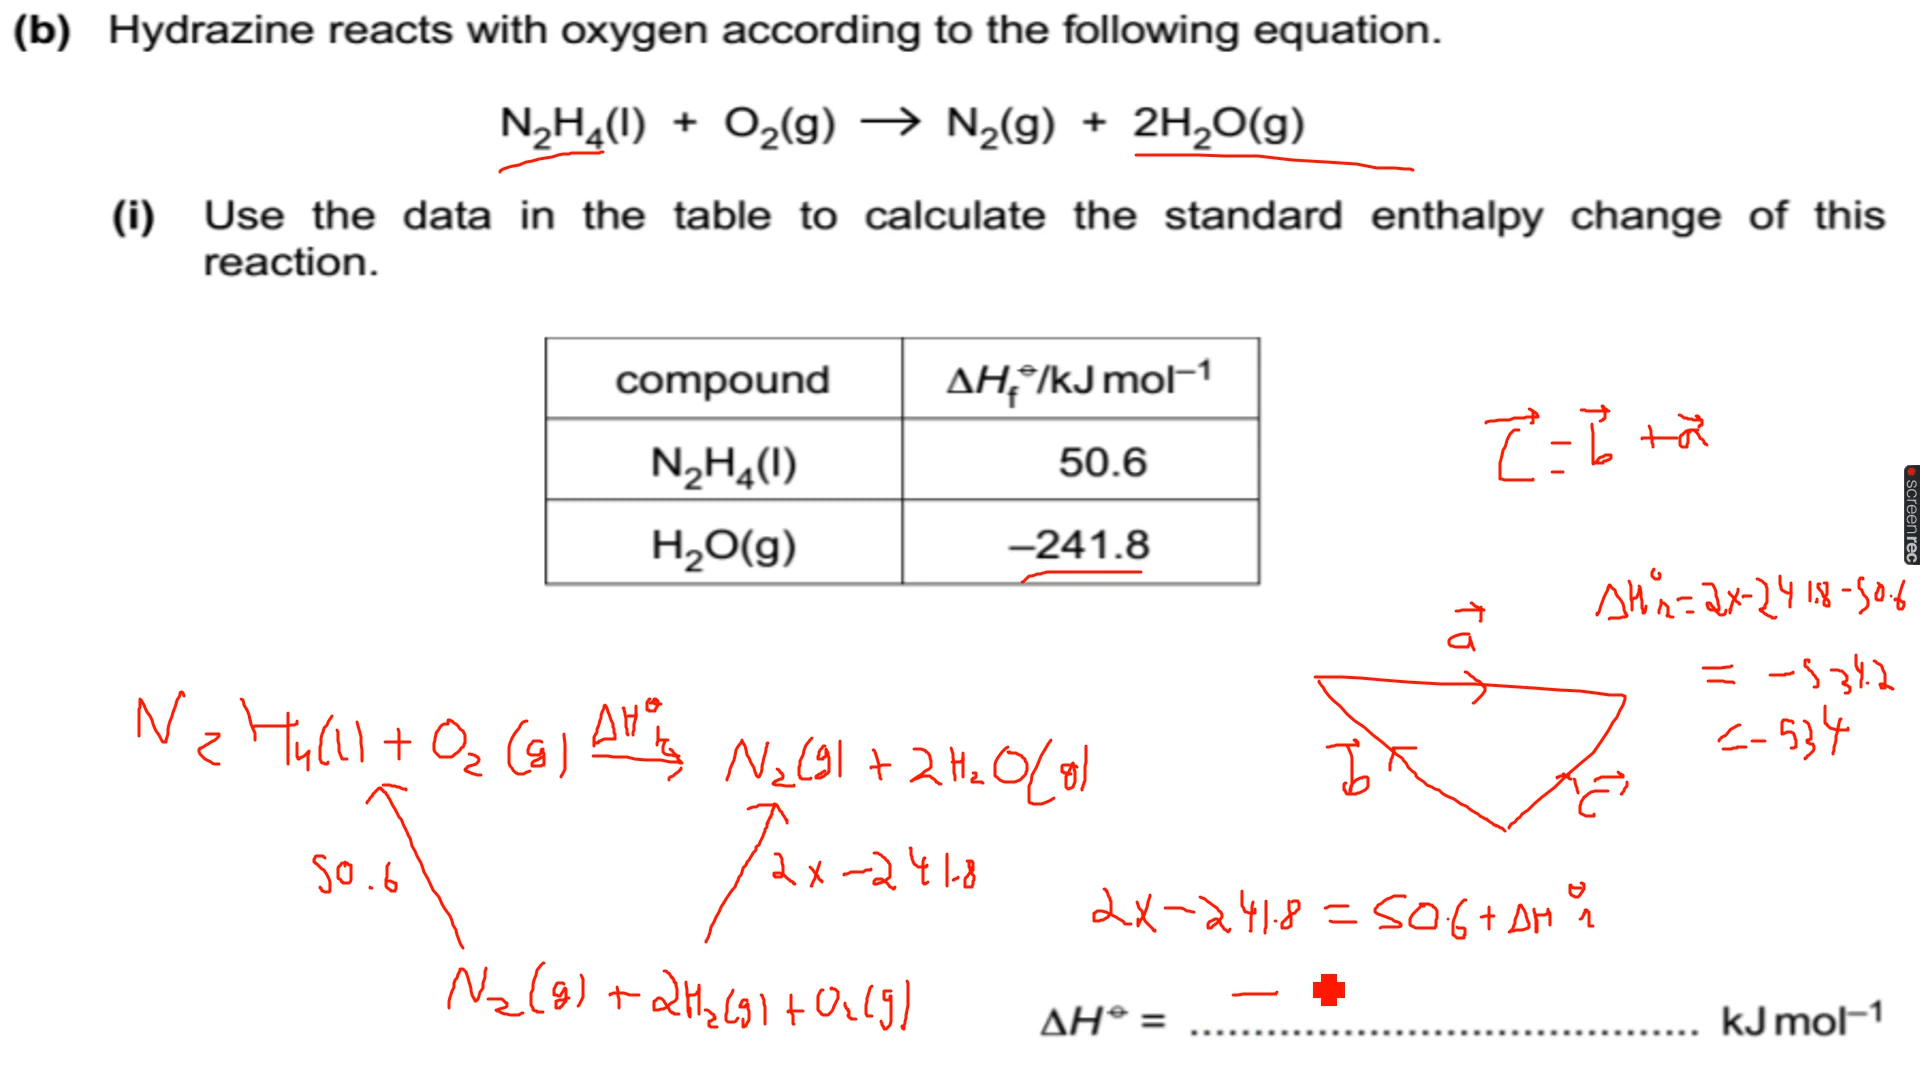 (b) Hydrazine reacts with oxygen according to the following equation.
N₂H₄(l) + O₂(g) → N₂(g) + 2H₂O(g)
(i) Use the data in the table to calculate the standard enthalpy change of this
reaction.
compound ΔH_f^⦵/kJ mol⁻¹
N₂H₄(l) 50.6
H₂O(g) –241.8
c⃗ = b⃗ + a⃗
screenrec
ΔH°r = 2x-241.8-50.6
= -534.2
= -534
a⃗
b⃗
c⃗
N₂H₄(l) + O₂(g) ΔH°r → N₂(g) + 2H₂O(g)
50.6
2x-241.8
N₂(g) + 2H₂(g) + O₂(g)
2x-241.8 = 50.6 + ΔH°r
–
ΔH^⦵ = ........................................ kJ mol⁻¹